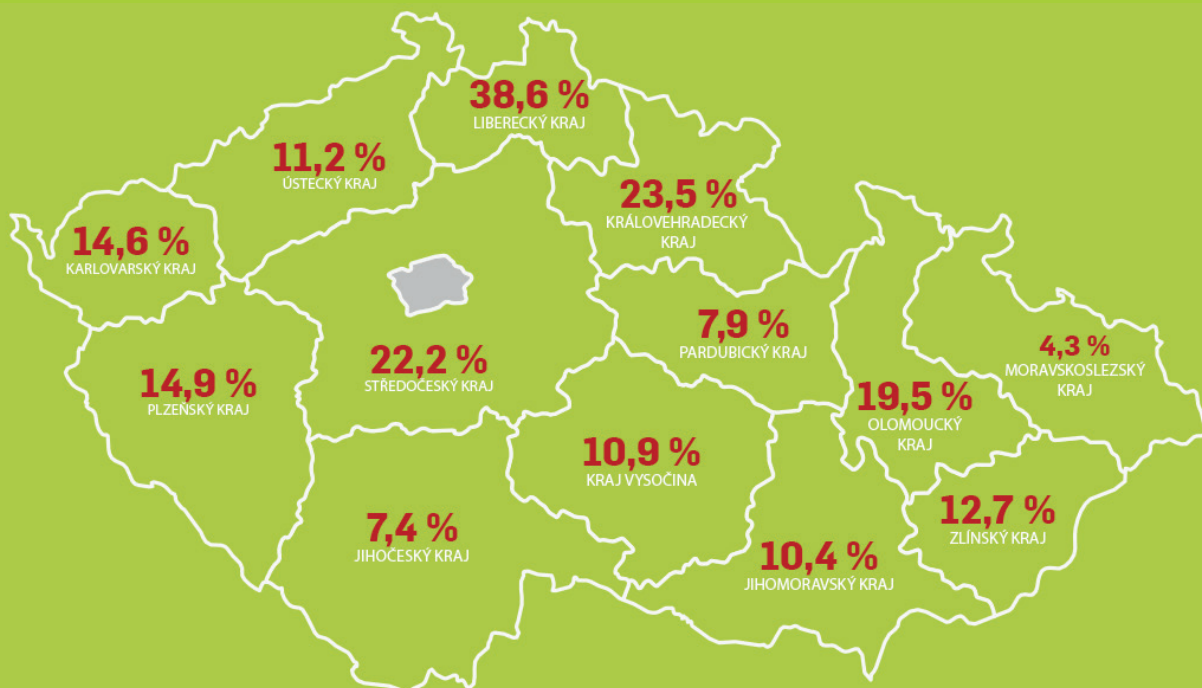 38,6 %
LIBERECKÝ KRAJ
11,2 %
ÚSTECKÝ KRAJ
23,5 %
KRÁLOVEHRADECKÝ
KRAJ
14,6 %
KARLOVARSKÝ KRAJ
7,9 %
PARDUBICKÝ KRAJ
4,3 %
MORAVSKOSLEZSKÝ
KRAJ
22,2 %
STŘEDOČESKÝ KRAJ
14,9 %
PLZEŇSKÝ KRAJ
19,5 %
OLOMOUCKÝ
KRAJ
10,9 %
KRAJ VYSOČINA
12,7 %
ZLÍNSKÝ KRAJ
7,4 %
JIHOČESKÝ KRAJ
10,4 %
JIHOMORAVSKÝ KRAJ